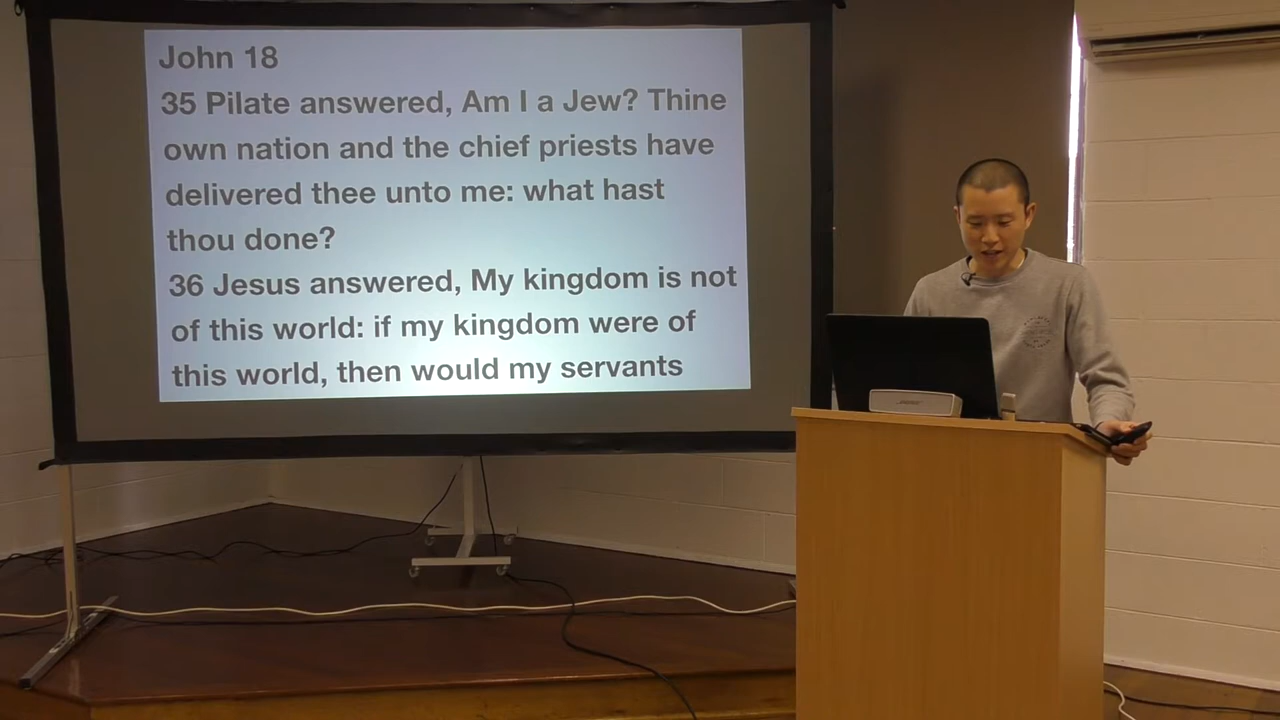 John 18
35 Pilate answered, Am I a Jew? Thine
own nation and the chief priests have
delivered thee unto me: what hast
thou done?
36 Jesus answered, My kingdom is not
of this world: if my kingdom were of
this world, then would my servants
BOSE